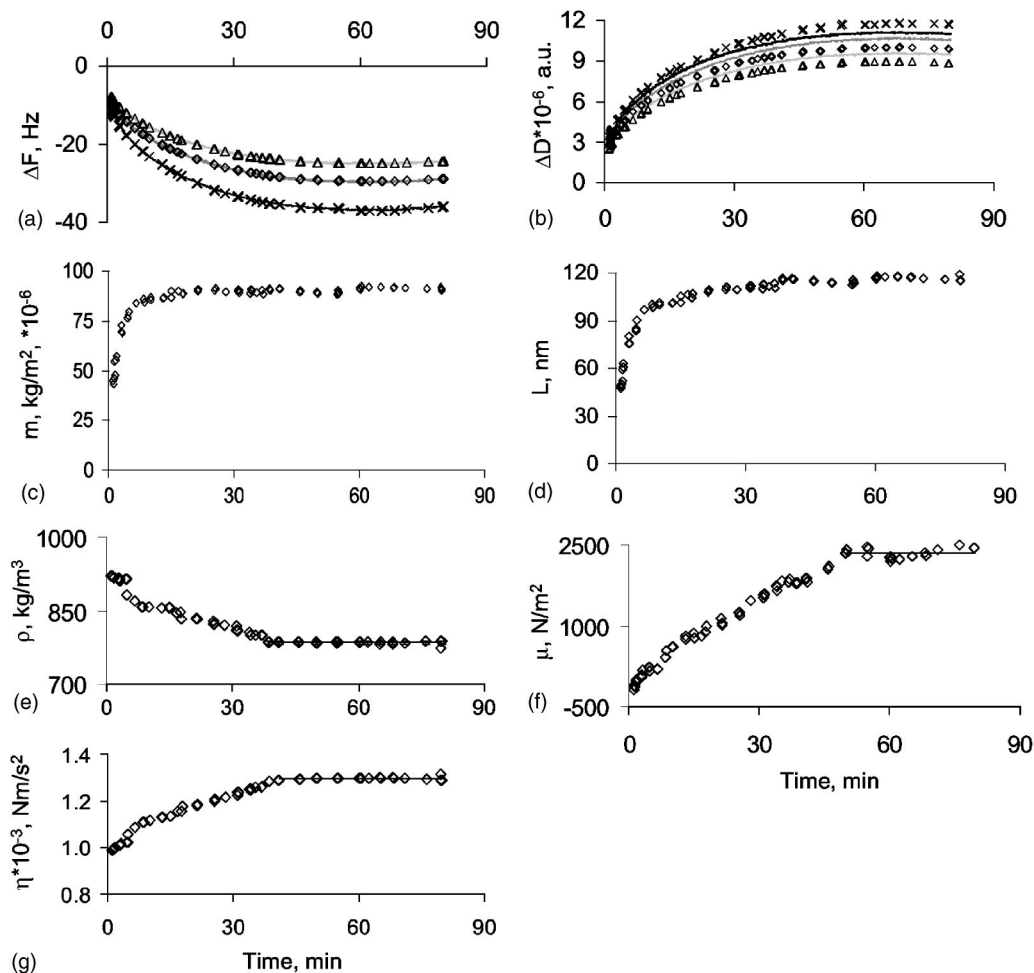 0 30 60 90
0
-20
-40
ΔF, Hz
(a)
12
9
6
3
0
ΔD*10⁻⁶, a.u.
0 30 60 90
(b)
100
75
50
25
0
m, kg/m², *10⁻⁶
0 30 60 90
(c)
120
90
60
30
0
L, nm
0 30 60 90
(d)
1000
850
700
ρ, kg/m³
0 30 60 90
(e)
2500
1000
-500
μ, N/m²
0 30 60 90
Time, min
(f)
1.4
1.2
1.0
0.8
η*10⁻³, Nm/s²
0 30 60 90
Time, min
(g)